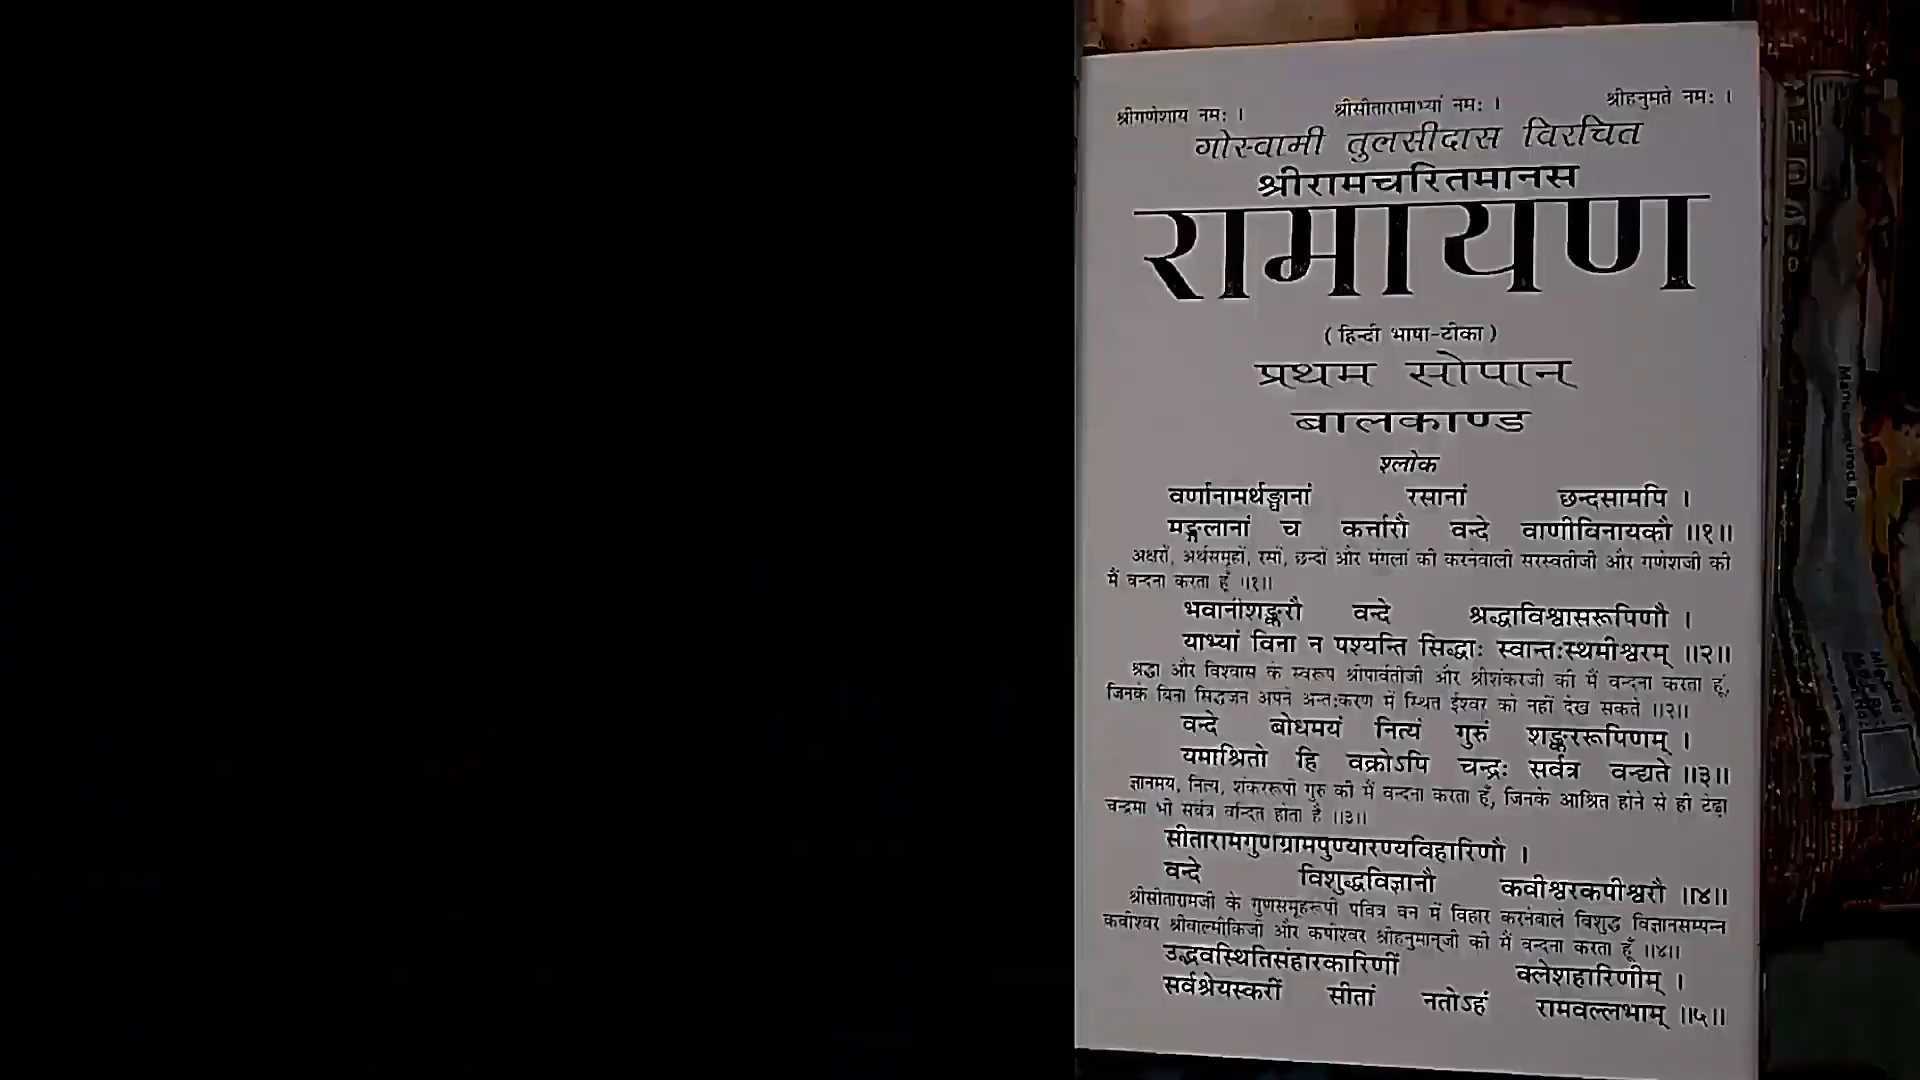 श्रीगणेशाय नमः । श्रीसीतारामाभ्यां नमः । श्रीहनुमते नमः ।
गोस्वामी तुलसीदास विरचित
श्रीरामचरितमानस
रामायण
(हिन्दी भाषा-टीका)
प्रथम सोपान
बालकाण्ड
श्लोक
वर्णानामर्थङ्घानां रसानां छन्दसामपि ।
मङ्गलानां च कर्त्तारौ वन्दे वाणीविनायकौ ॥१॥
अक्षरों, अर्थसमूहों, रसों, छन्दों और मंगलों की करनेवाली सरस्वतीजी और गणेशजी की
मैं वन्दना करता हूँ ॥१॥
भवानीशङ्करौ वन्दे श्रद्धाविश्वासरूपिणौ ।
याभ्यां विना न पश्यन्ति सिद्धाः स्वान्तःस्थमीश्वरम् ॥२॥
श्रद्धा और विश्वास के स्वरूप श्रीपार्वतीजी और श्रीशंकरजी की मैं वन्दना करता हूँ,
जिनके बिना सिद्धजन अपने अन्तःकरण में स्थित ईश्वर को नहीं देख सकते ॥२॥
वन्दे बोधमयं नित्यं गुरुं शङ्कररूपिणम् ।
यमाश्रितो हि वक्रोऽपि चन्द्रः सर्वत्र वन्द्यते ॥३॥
ज्ञानमय, नित्य, शंकररूपी गुरु की मैं वन्दना करता हूँ, जिनके आश्रित होने से ही टेढ़ा
चन्द्रमा भी सर्वत्र वन्दित होता है ॥३॥
सीतारामगुणग्रामपुण्यारण्यविहारिणौ ।
वन्दे विशुद्धविज्ञानौ कवीश्वरकपीश्वरौ ॥४॥
श्रीसीतारामजी के गुणसमूहरूपी पवित्र वन में विहार करनेवाले विशुद्ध विज्ञानसम्पन्न
कवीश्वर श्रीवाल्मीकिजी और कपीश्वर श्रीहनुमान्‌जी की मैं वन्दना करता हूँ ॥४॥
उद्भवस्थितिसंहारकारिणीं क्लेशहारिणीम् ।
सर्वश्रेयस्करीं सीतां नतोऽहं रामवल्लभाम् ॥५॥